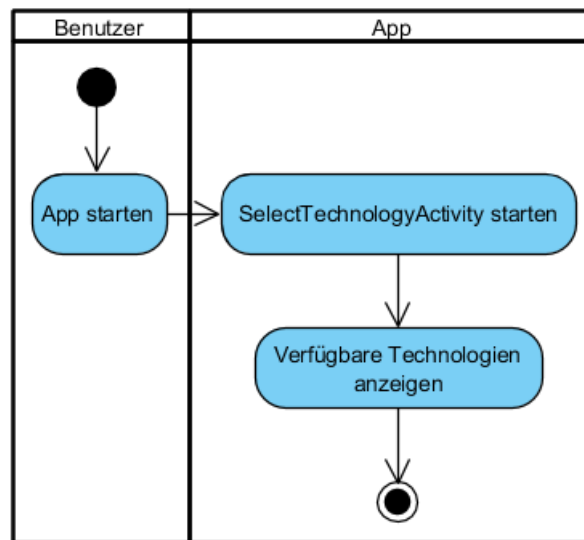 Benutzer
App
App starten
SelectTechnologyActivity starten
Verfügbare Technologien
anzeigen